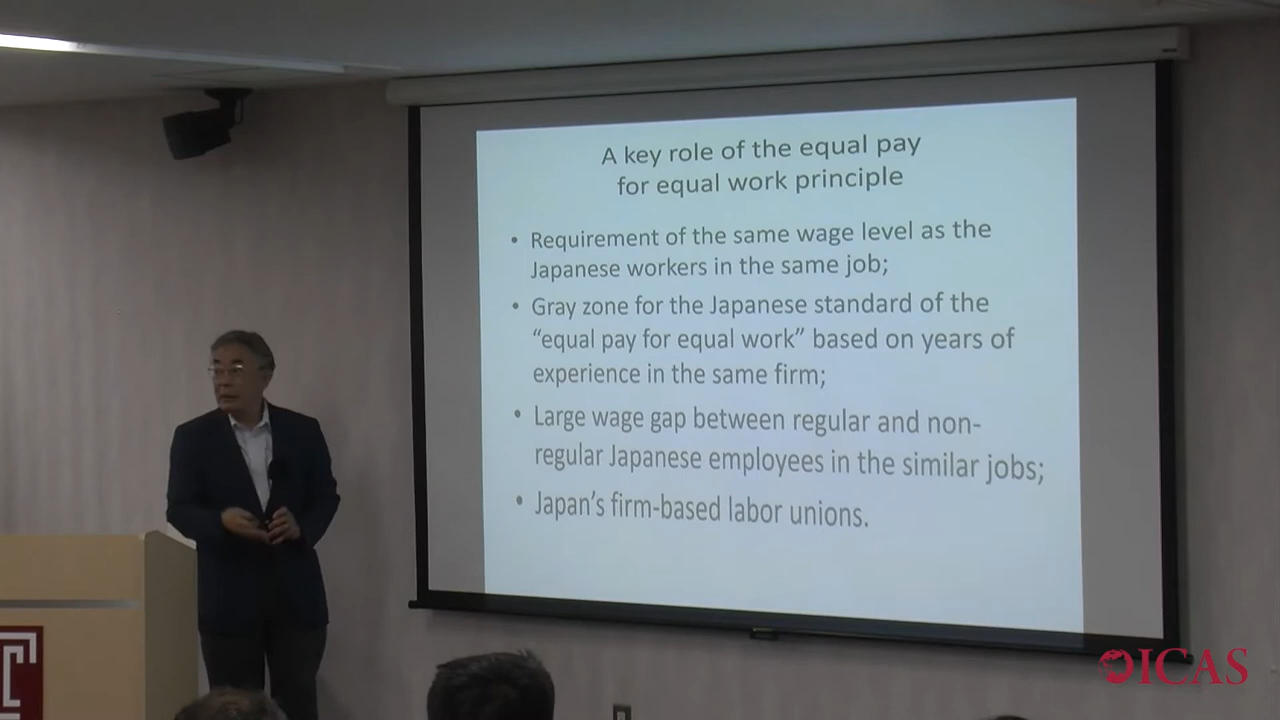 A key role of the equal pay
for equal work principle
• Requirement of the same wage level as the
Japanese workers in the same job;
• Gray zone for the Japanese standard of the
“equal pay for equal work” based on years of
experience in the same firm;
• Large wage gap between regular and non-
regular Japanese employees in the similar jobs;
• Japan’s firm-based labor unions.
ICAS